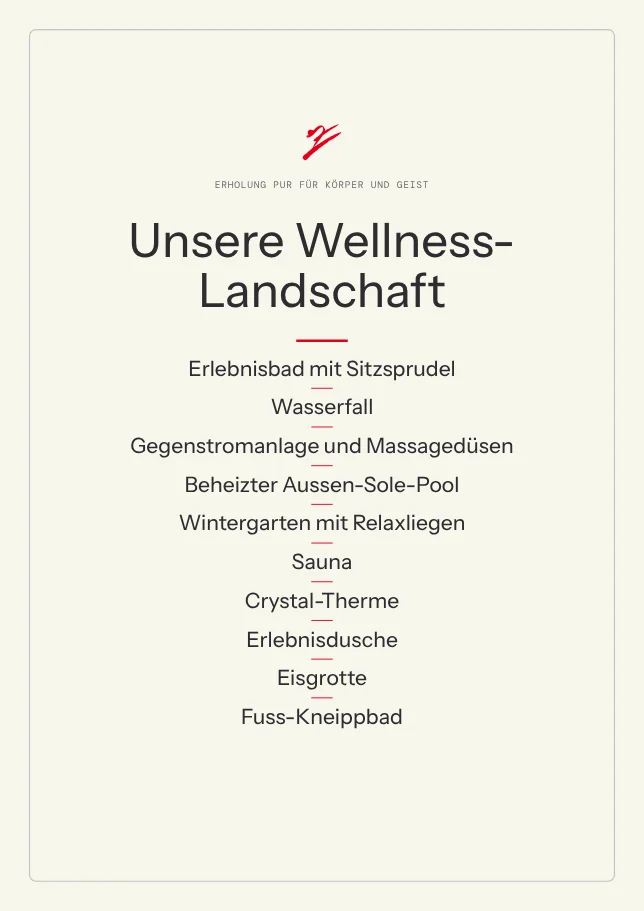 ERHOLUNG PUR FÜR KÖRPER UND GEIST
Unsere Wellness-
Landschaft
Erlebnisbad mit Sitzsprudel
Wasserfall
Gegenstromanlage und Massagedüsen
Beheizter Aussen-Sole-Pool
Wintergarten mit Relaxliegen
Sauna
Crystal-Therme
Erlebnisdusche
Eisgrotte
Fuss-Kneippbad